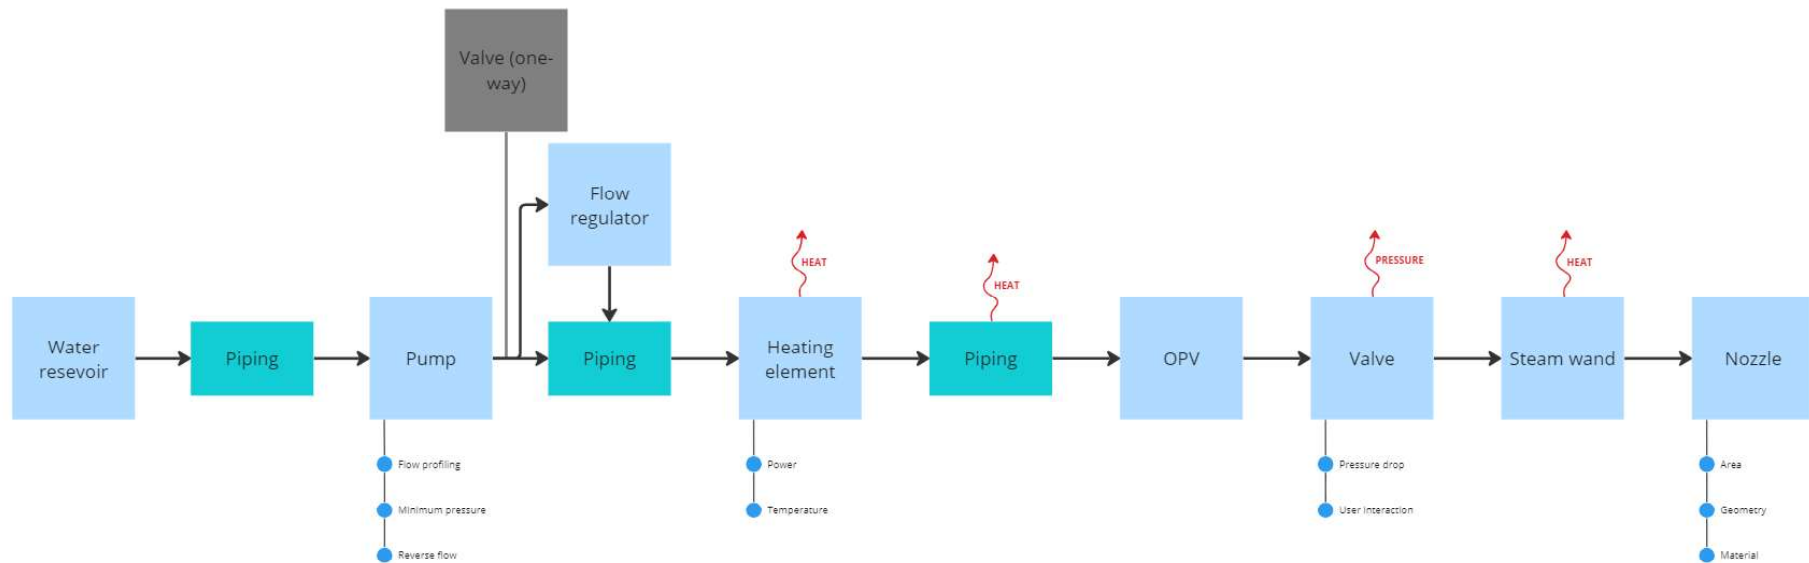 Valve (one-
way)
Flow
regulator
HEAT
HEAT
PRESSURE
HEAT
Water
resevoir
Piping
Pump
Piping
Heating
element
Piping
OPV
Valve
Steam wand
Nozzle
Flow profiling
Minimum pressure
Reverse flow
Power
Temperature
Pressure drop
User interaction
Area
Geometry
Material